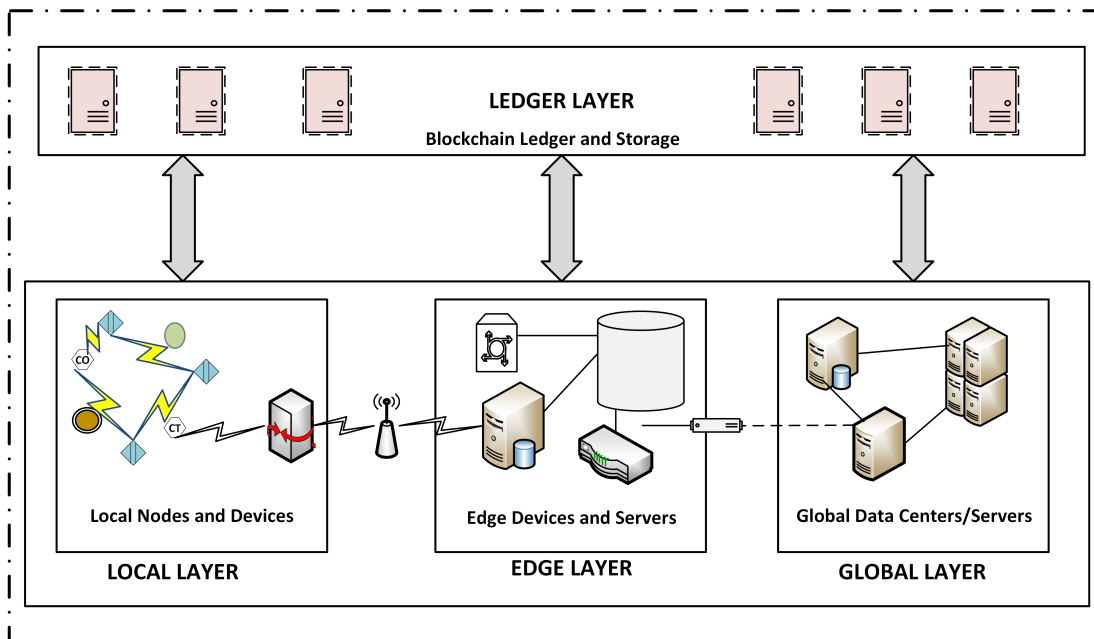 LEDGER LAYER
Blockchain Ledger and Storage
CO
CT
Local Nodes and Devices
Edge Devices and Servers
Global Data Centers/Servers
LOCAL LAYER
EDGE LAYER
GLOBAL LAYER